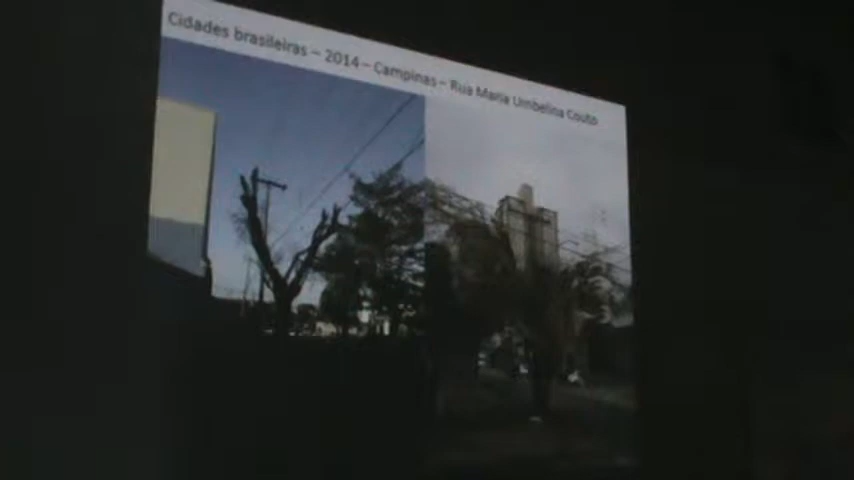 Cidades brasileiras – 2014 – Campinas – Rua Maria Umbelina Couto